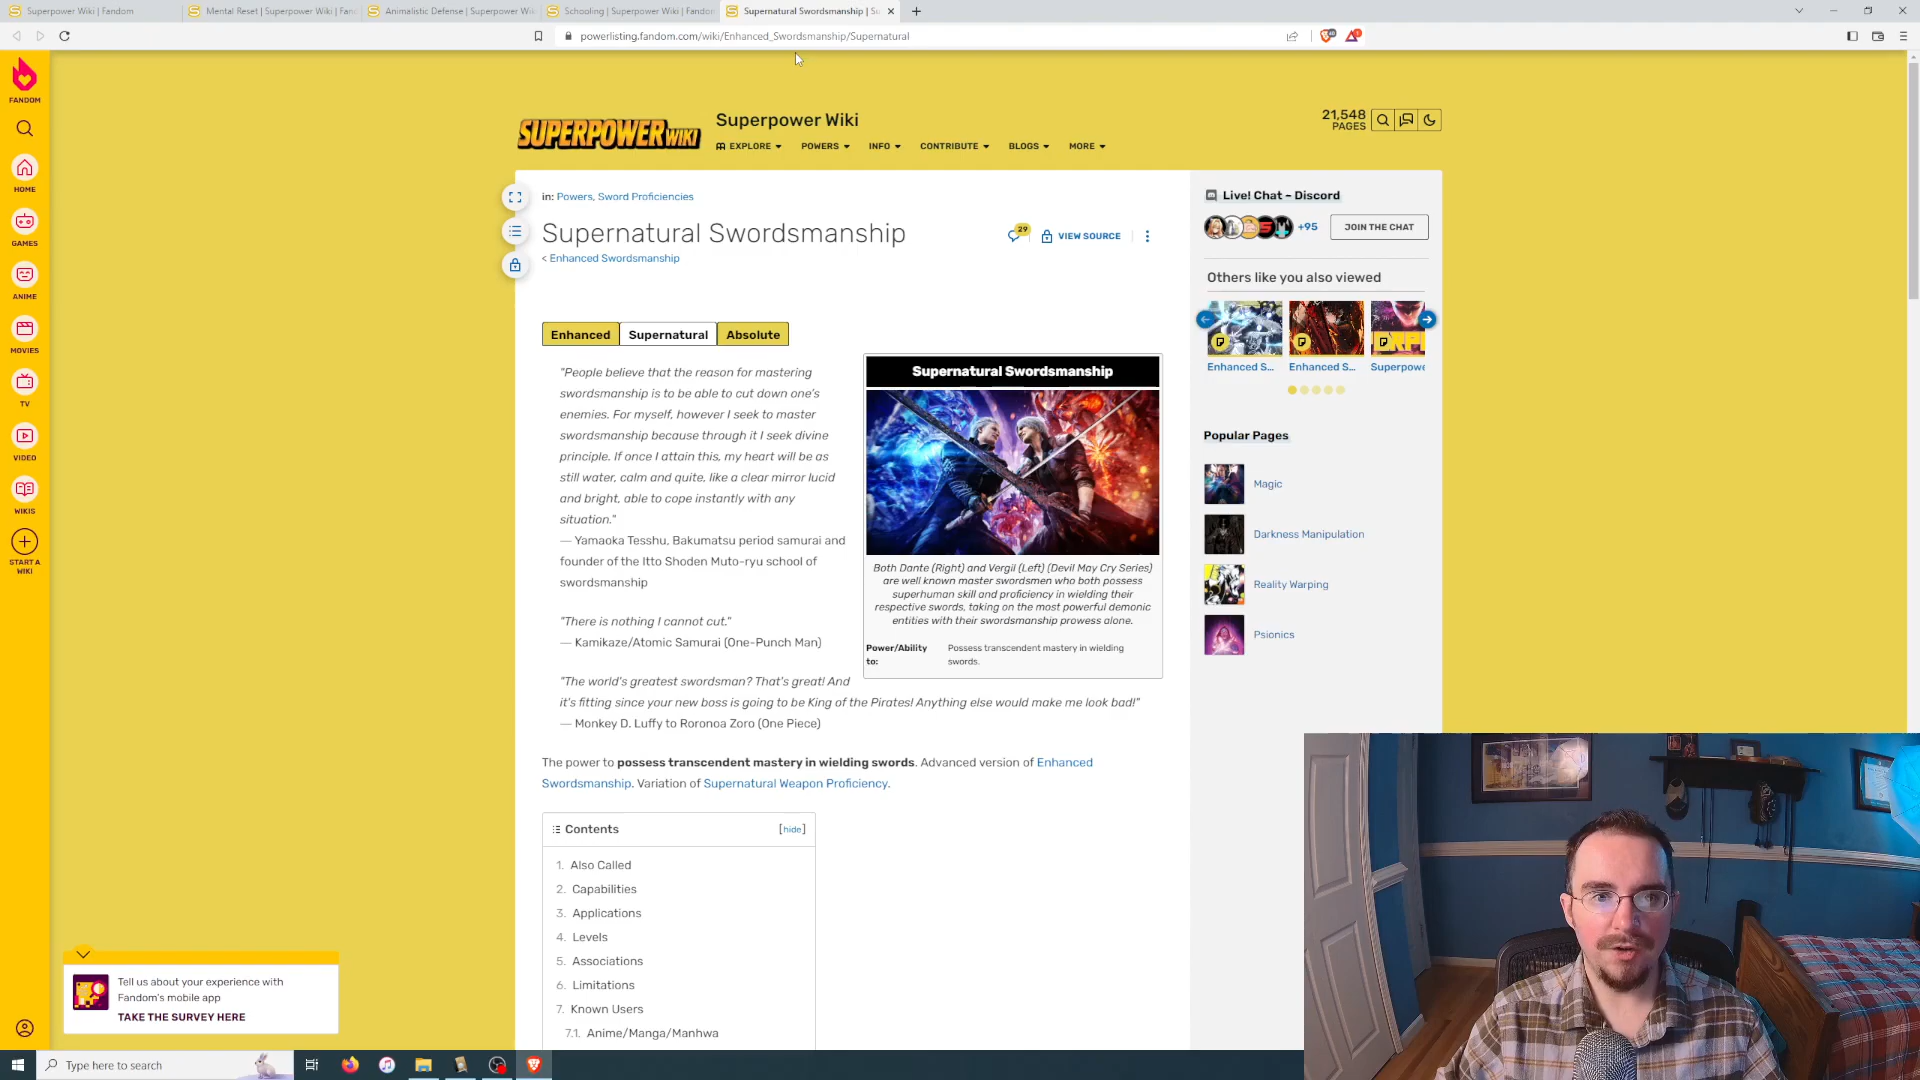 Superpower Wiki | Fandom
Mental Reset | Superpower Wiki | Fan
Animalistic Defense | Superpower Wi
Schooling | Superpower Wiki | Fando
Supernatural Swordsmanship | Su
powerlisting.fandom.com/wiki/Enhanced_Swordsmanship/Supernatural
FANDOM
HOME
GAMES
ANIME
MOVIES
TV
VIDEO
WIKIS
START A
WIKI
SUPERPOWER WIKI
Superpower Wiki
EXPLORE
POWERS
INFO
CONTRIBUTE
BLOGS
MORE
21,548
PAGES
in: Powers, Sword Proficiencies
Supernatural Swordsmanship
29
VIEW SOURCE
< Enhanced Swordsmanship
Enhanced
Supernatural
Absolute
"People believe that the reason for mastering
swordsmanship is to be able to cut down one's
enemies. For myself, however I seek to master
swordsmanship because through it I seek divine
principle. If once I attain this, my heart will be as
still water, calm and quite, like a clear mirror lucid
and bright, able to cope instantly with any
situation."
— Yamaoka Tesshu, Bakumatsu period samurai and
founder of the Itto Shoden Muto-ryu school of
swordsmanship
"There is nothing I cannot cut."
— Kamikaze/Atomic Samurai (One-Punch Man)
"The world's greatest swordsman? That's great! And
it's fitting since your new boss is going to be King of the Pirates! Anything else would make me look bad!"
— Monkey D. Luffy to Roronoa Zoro (One Piece)
Supernatural Swordsmanship
Both Dante (Right) and Vergil (Left) (Devil May Cry Series)
are well known master swordsmen who both possess
superhuman skill and proficiency in wielding their
respective swords, taking on the most powerful demonic
entities with their swordsmanship prowess alone.
Power/Ability
to:
Possess transcendent mastery in wielding
swords.
The power to possess transcendent mastery in wielding swords. Advanced version of Enhanced
Swordsmanship. Variation of Supernatural Weapon Proficiency.
Contents
[hide]
1. Also Called
2. Capabilities
3. Applications
4. Levels
5. Associations
6. Limitations
7. Known Users
7.1. Anime/Manga/Manhwa
Live! Chat – Discord
+95
JOIN THE CHAT
Others like you also viewed
Enhanced S...
Enhanced S...
Superpowe
Popular Pages
Magic
Darkness Manipulation
Reality Warping
Psionics
Tell us about your experience with
Fandom's mobile app
TAKE THE SURVEY HERE
Type here to search